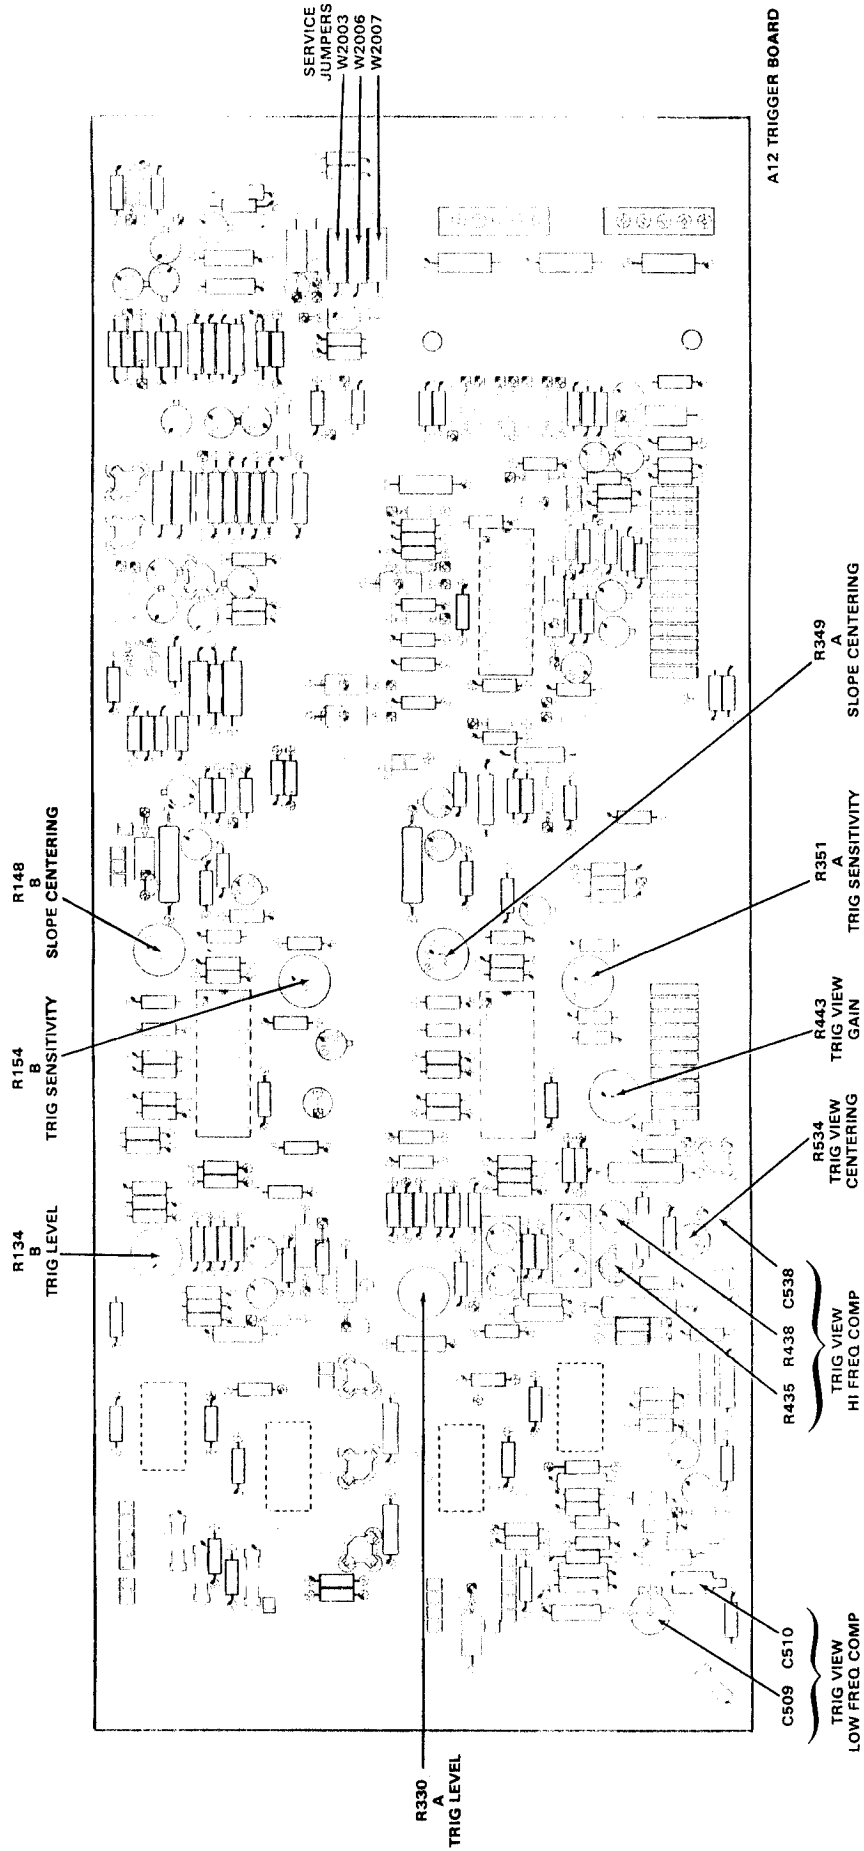 SERVICE
JUMPERS
W2003
W2006
W2007
A12 TRIGGER BOARD
R148
B
SLOPE CENTERING
R154
B
TRIG SENSITIVITY
R134
B
TRIG LEVEL
R349
A
SLOPE CENTERING
R351
A
TRIG SENSITIVITY
R443
TRIG VIEW
GAIN
R534
TRIG VIEW
CENTERING
R435 R438 C538
TRIG VIEW
HI FREQ COMP
C509 C510
TRIG VIEW
LOW FREQ COMP
R330
A
TRIG LEVEL